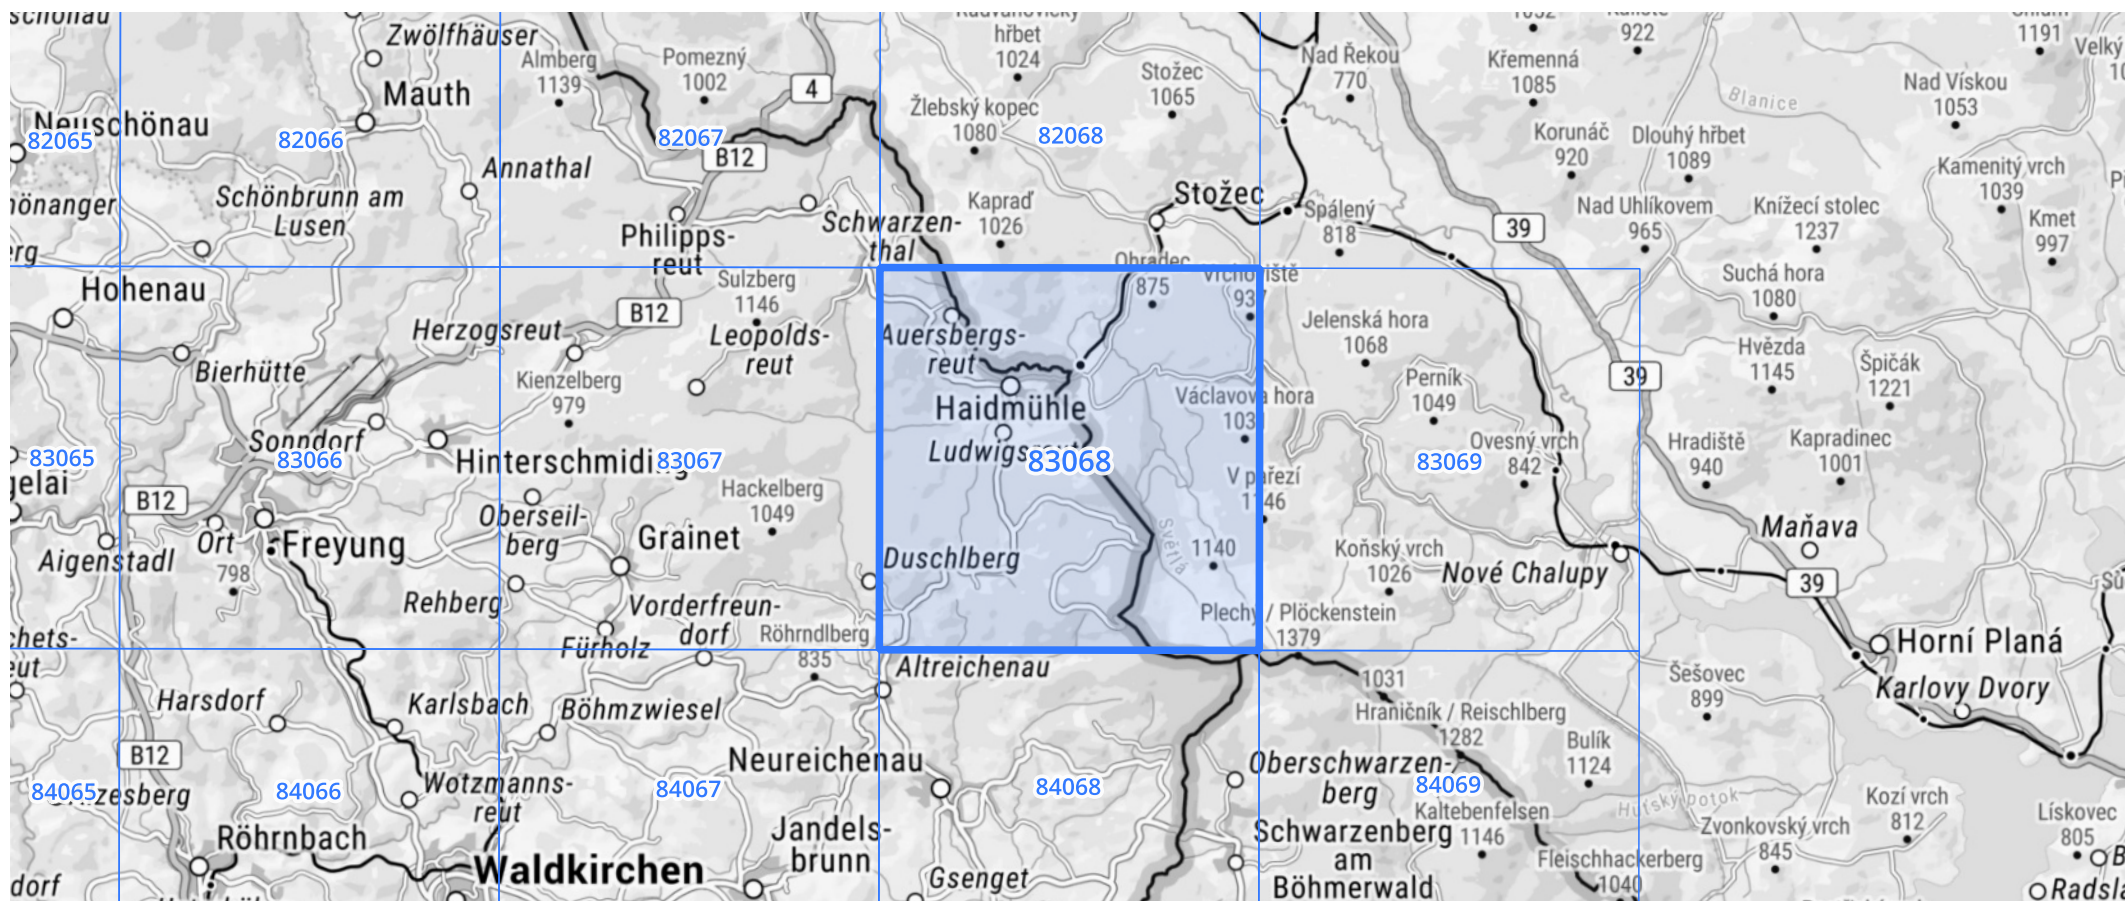 Zwölfhäuser
Almberg
1139
Pomezný
1002
4
hřbet
1024
Stožec
1065
Nad Řekou
770
922
Křemenná
1085
1191
Velký
Nad Vískou
1053
Blanice
Mauth
Neuschönau
82065
82066
82067
B12
Žlebský kopec
1080
82068
Korunáč
920
Dlouhý hřbet
1089
Kamenitý vrch
1039
Annathal
Schönbrunn am
Lusen
Philipps-
reut
Schwarzen-
thal
Kapraď
1026
Stožec
Spálený
818
39
Nad Uhlíkovem
965
Knížecí stolec
1237
Kmet
997
Hohenau
Herzogsreut
B12
Sulzberg
1146
Leopolds-
reut
Auersbergs-
reut
Ohradec
875
Jelenská hora
1068
Suchá hora
1080
Hvězda
1145
Špičák
1221
39
Bierhütte
Kienzelberg
979
Haidmühle
Václavova hora
Perník
1049
Sonndorf
83065
83066
Hinterschmiding
83067
83068
83069
Ovesný vrch
842
Hradiště
940
Kapradinec
1001
B12
Hackelberg
1049
V pařezí
1146
Oberseil-
berg
Grainet
Ort
Freyung
798
Aigenstadl
Duschlberg
Světlá
1140
Koňský vrch
1026
Nové Chalupy
Maňava
39
Rehberg
Vorderfreun-
dorf
Fürholz
Röhrndlberg
835
Plechý / Plöckenstein
1379
Horní Planá
Altreichenau
1031
Šešovec
899
Karlovy Dvory
Harsdorf
Karlsbach
Böhmzwiesel
Hraničník / Reischlberg
1282
Bulík
1124
B12
Neureichenau
Oberschwarzen-
berg
84065
84066
84067
84068
84069
Wotzmanns-
reut
Kaltebenfelsen
1146
Huťský potok
Kozí vrch
812
Lískovec
805
Röhrnbach
Waldkirchen
Jandels-
brunn
Schwarzenberg
am
Böhmerwald
Zvonkovský vrch
845
Fleischhackerberg
1040
Gsenget